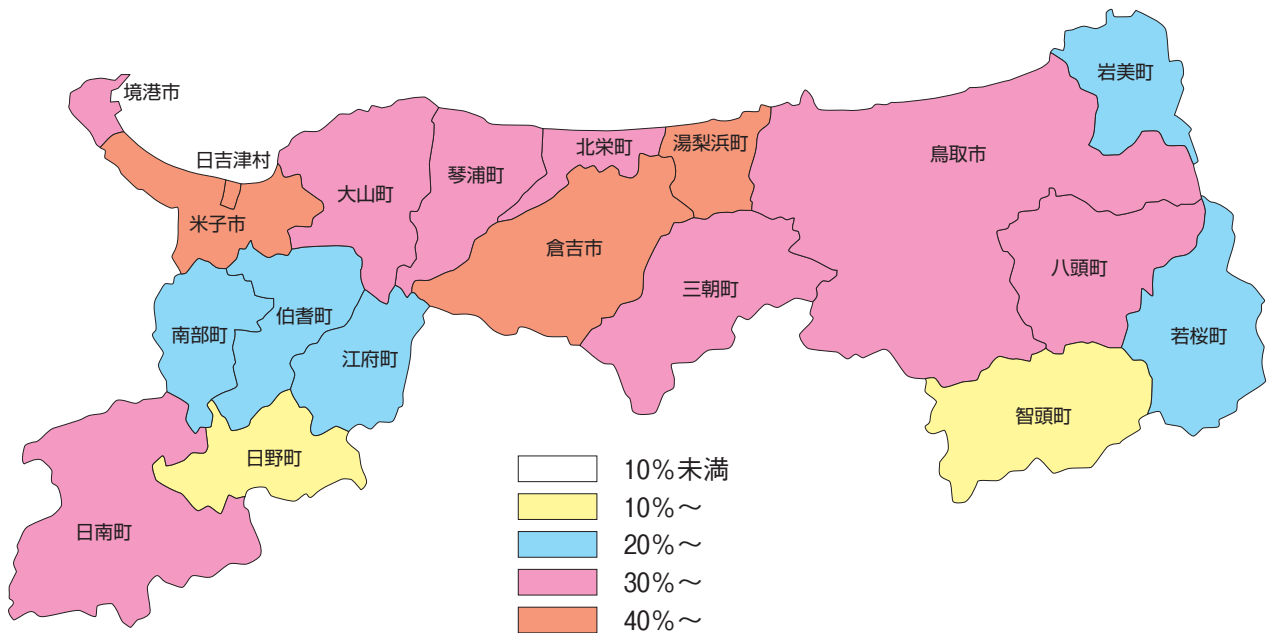 岩美町
境港市
日吉津村
北栄町
湯梨浜町
鳥取市
大山町
琴浦町
米子市
倉吉市
八頭町
三朝町
伯耆町
南部町
江府町
若桜町
智頭町
日野町
日南町
10%未満
10%～
20%～
30%～
40%～